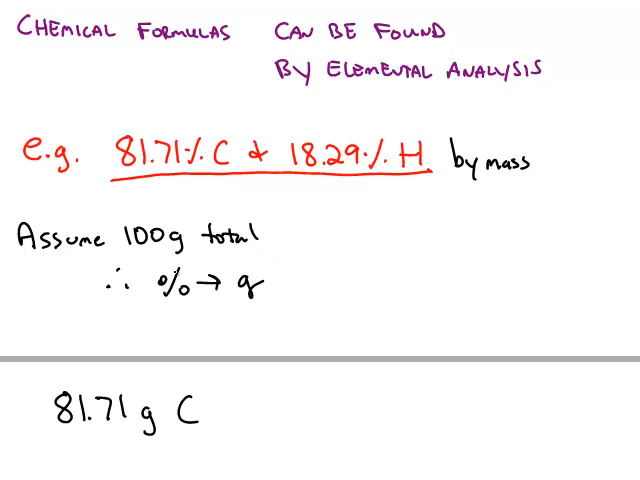 CHEMICAL FORMULAS CAN BE FOUND
BY ELEMENTAL ANALYSIS
e.g. 81.71% C & 18.29% H by mass
Assume 100g total
∴ % → g
81.71 g C